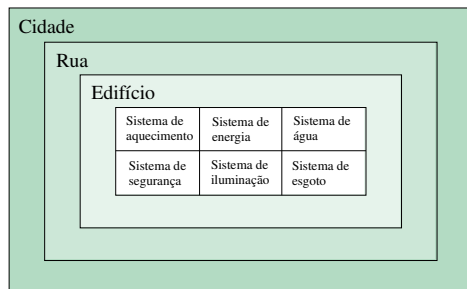 Cidade
Rua
Edifício
Sistema de
aquecimento
Sistema de
energia
Sistema de
água
Sistema de
segurança
Sistema de
iluminação
Sistema de
esgoto